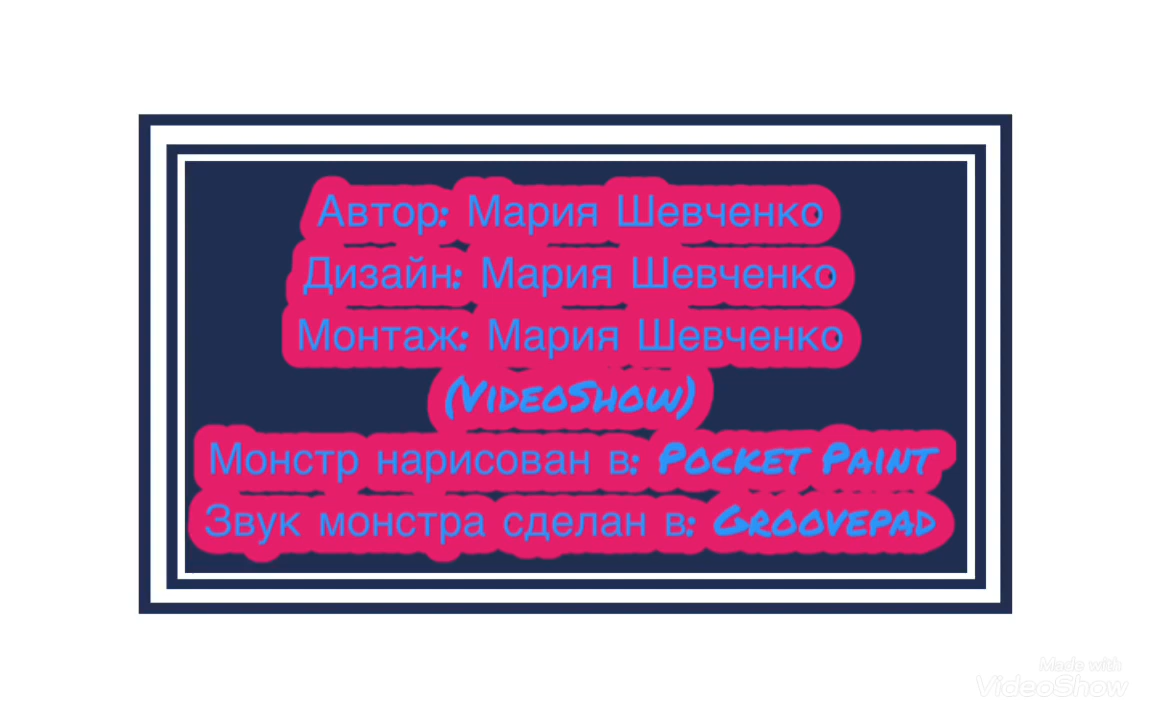 Автор: Мария Шевченко
Дизайн: Мария Шевченко
Монтаж: Мария Шевченко
(VideoShow)
Монстр нарисован в: Pocket Paint
Звук монстра сделан в: Groovepad
Made with
VideoShow